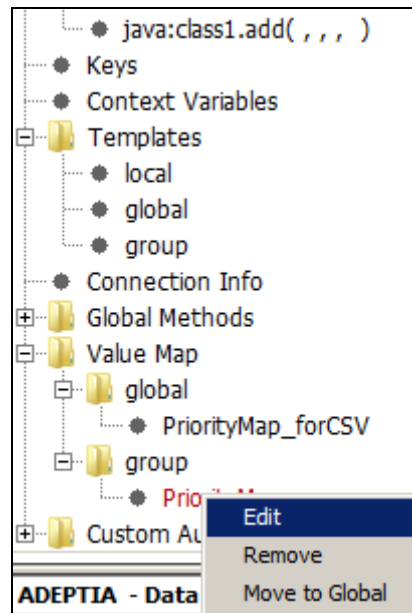 java:class1.add( , , , )
Keys
Context Variables
Templates
local
global
group
Connection Info
Global Methods
Value Map
global
PriorityMap_forCSV
group
Edit
Custom
Remove
ADEPTIA - Data
Move to Global